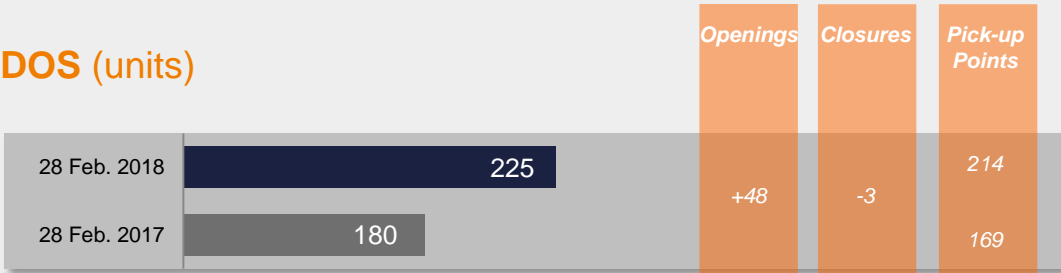 Openings Closures Pick-up
Points
DOS (units)
28 Feb. 2018 225 214
+48 -3
28 Feb. 2017 180 169